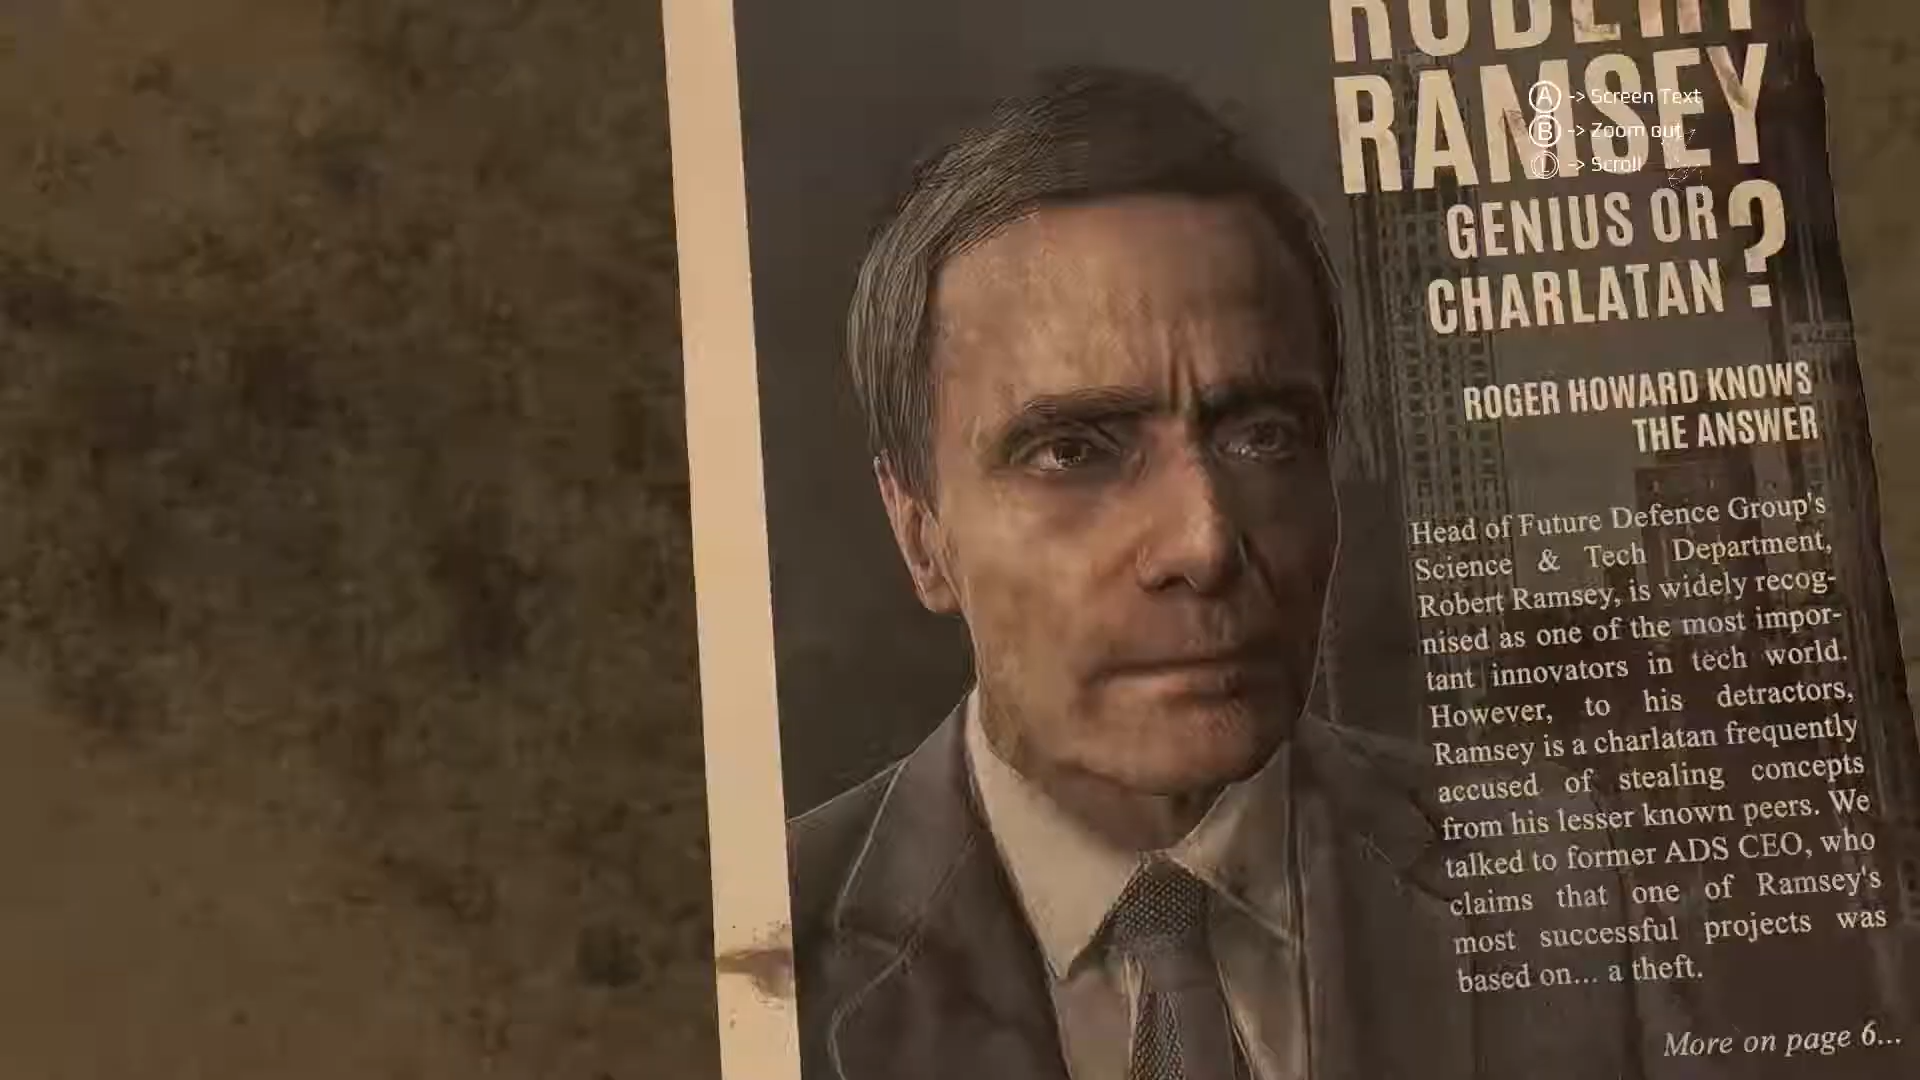 ROBERT
RAMSEY
GENIUS OR
CHARLATAN?
A -> Screen Text
B -> Zoom out
L -> Scroll
ROGER HOWARD KNOWS
THE ANSWER
Head of Future Defence Group's
Science & Tech Department,
Robert Ramsey, is widely recog-
nised as one of the most impor-
tant innovators in tech world.
However, to his detractors,
Ramsey is a charlatan frequently
accused of stealing concepts
from his lesser known peers. We
talked to former ADS CEO, who
claims that one of Ramsey's
most successful projects was
based on... a theft.
More on page 6...